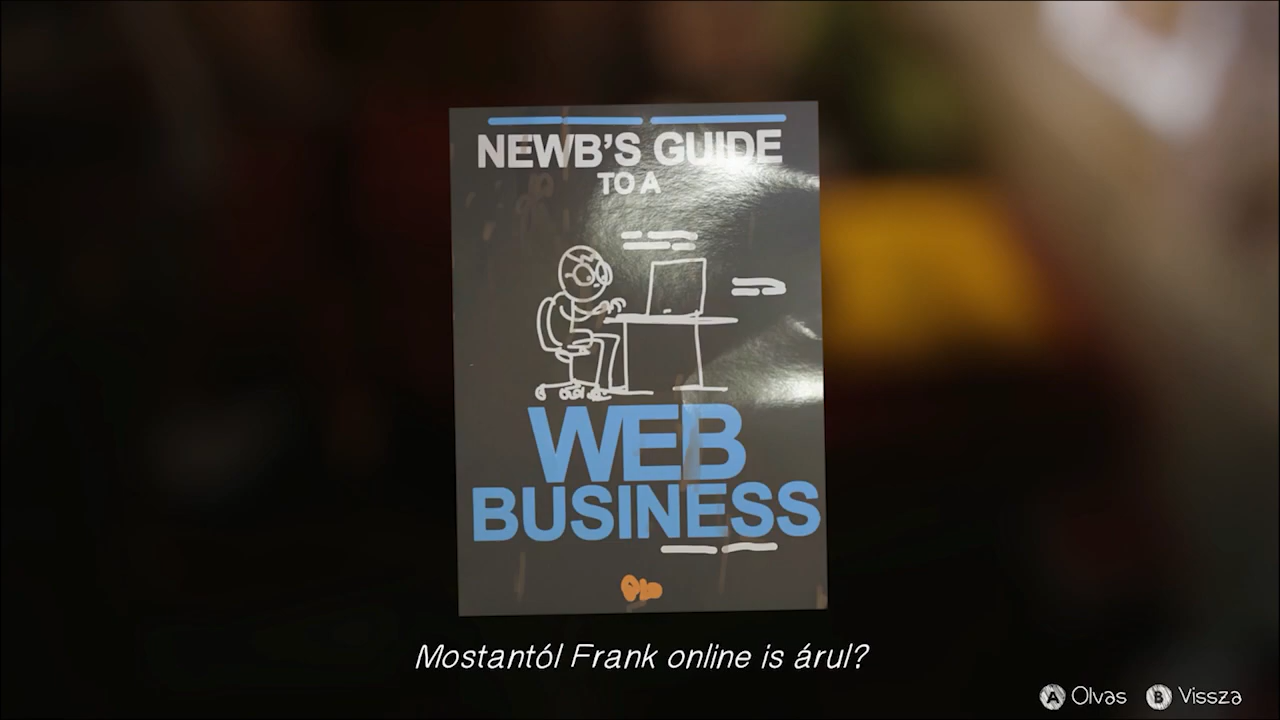 NEWB'S GUIDE
TO A
WEB
BUSINESS
Mostantól Frank online is árul?
A Olvas B Vissza